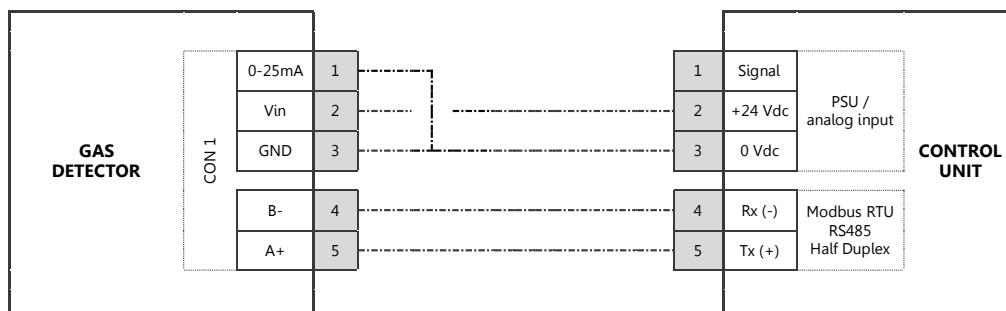 GAS
DETECTOR
CON 1
0-25mA 1
Vin 2
GND 3
B- 4
A+ 5
1 Signal
2 +24 Vdc
3 0 Vdc
PSU /
analog input
4 Rx (-)
5 Tx (+)
Modbus RTU
RS485
Half Duplex
CONTROL
UNIT